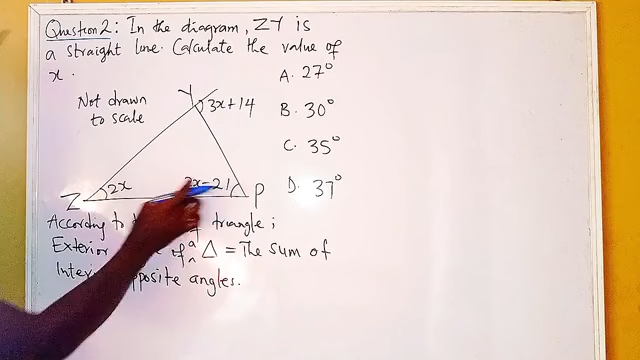 Question 2: In the diagram, ZY is
a straight line. Calculate the value of
x.
A. 27°
Not drawn
to scale
Y
3x+14
B. 30°
C. 35°
2x
x-21
Z
P
D. 37°
According to triangle;
Exterior of a Δ = The sum of
n
opposite angles.